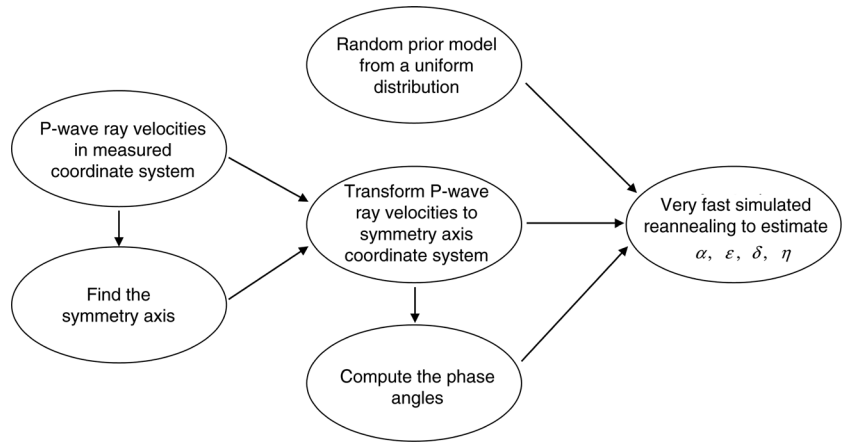 Random prior model
from a uniform
distribution
P-wave ray velocities
in measured
coordinate system
Transform P-wave
ray velocities to
symmetry axis
coordinate system
Very fast simulated
reannealing to estimate
α, ε, δ, η
Find the
symmetry axis
Compute the phase
angles